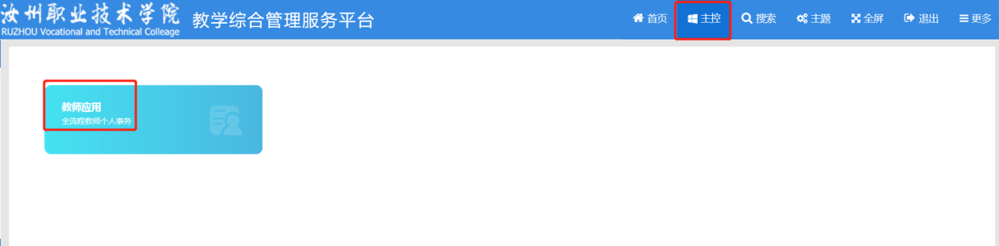 汝州职业技术学院
RUZHOU Vocational and Technical Colleage
教学综合管理服务平台
首页 主控 搜索 主题 全屏 退出 更多
教师应用
全流程教师个人事务